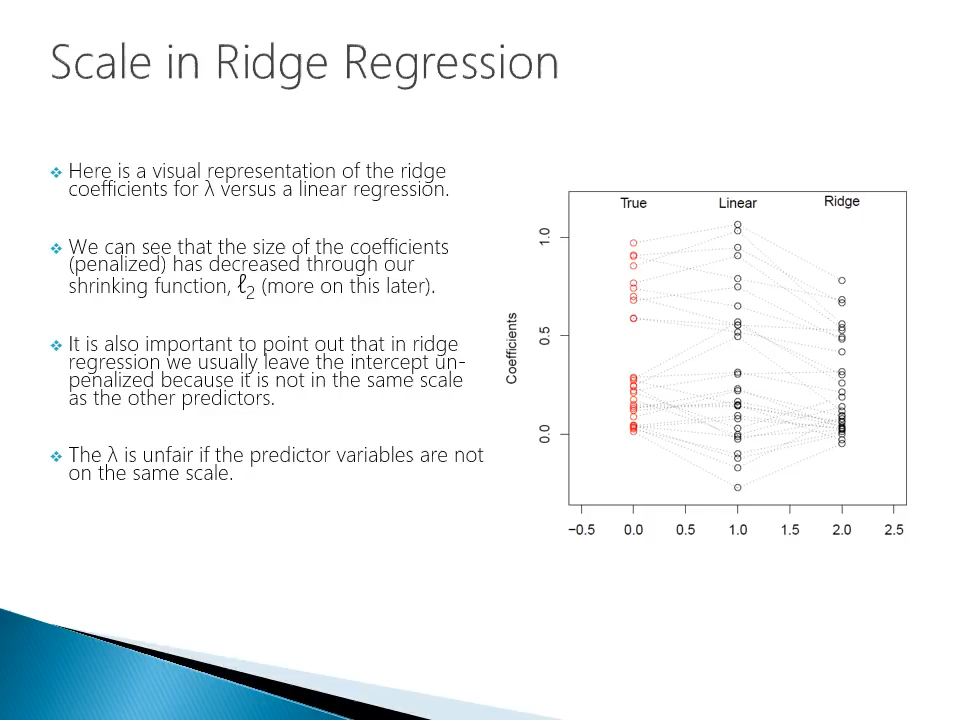 Scale in Ridge Regression
❖ Here is a visual representation of the ridge
coefficients for λ versus a linear regression.
❖ We can see that the size of the coefficients
(penalized) has decreased through our
shrinking function, ℓ2 (more on this later).
❖ It is also important to point out that in ridge
regression we usually leave the intercept un-
penalized because it is not in the same scale
as the other predictors.
❖ The λ is unfair if the predictor variables are not
on the same scale.
True Linear Ridge
Coefficients
1.0
0.5
0.0
−0.5 0.0 0.5 1.0 1.5 2.0 2.5